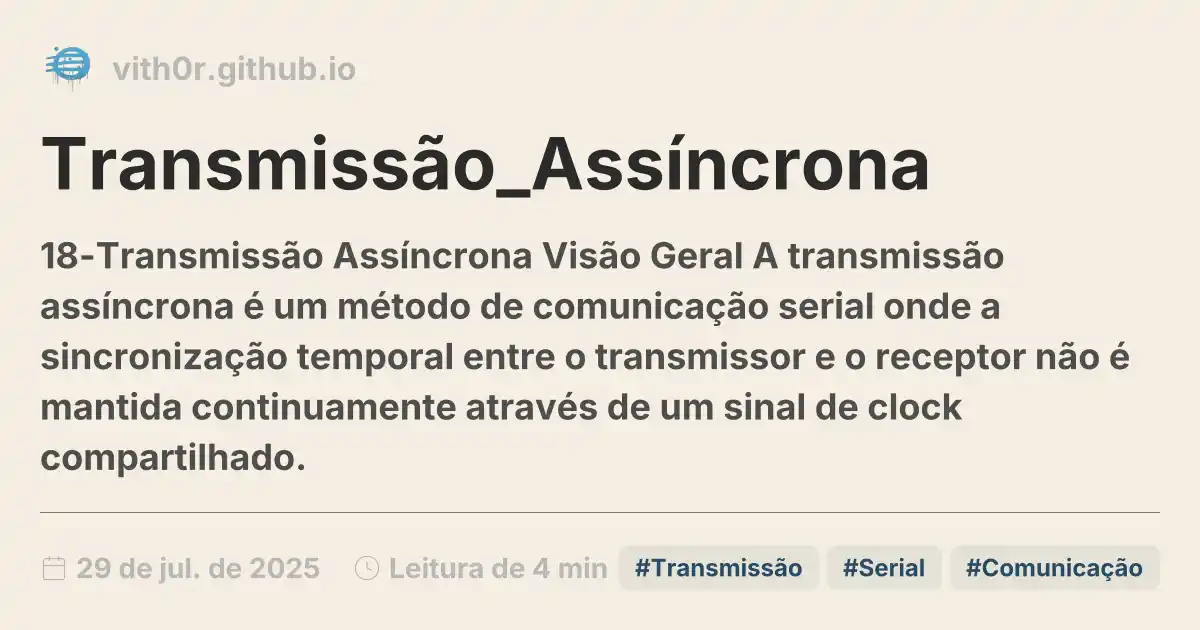 vith0r.github.io
Transmissão_Assíncrona
18-Transmissão Assíncrona Visão Geral A transmissão
assíncrona é um método de comunicação serial onde a
sincronização temporal entre o transmissor e o receptor não é
mantida continuamente através de um sinal de clock
compartilhado.
29 de jul. de 2025 Leitura de 4 min #Transmissão #Serial #Comunicação